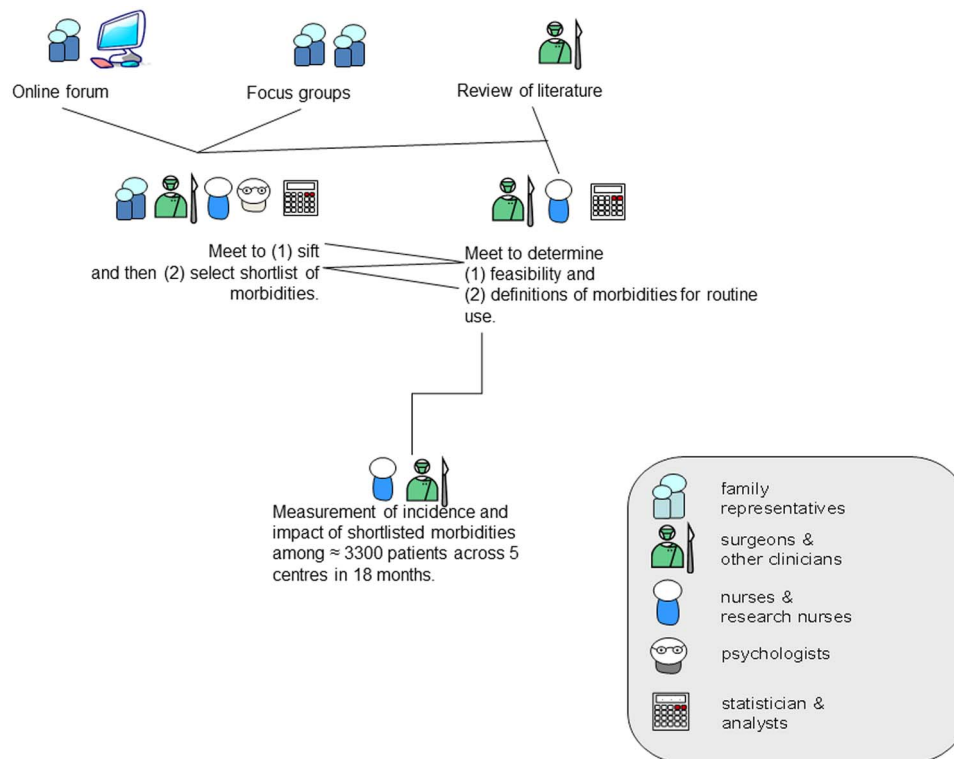 Online forum
Focus groups
Review of literature
Meet to (1) sift
and then (2) select shortlist of
morbidities.
Meet to determine
(1) feasibility and
(2) definitions of morbidities for routine
use.
Measurement of incidence and
impact of shortlisted morbidities
among ≈ 3300 patients across 5
centres in 18 months.
family
representatives
surgeons &
other clinicians
nurses &
research nurses
psychologists
statistician &
analysts